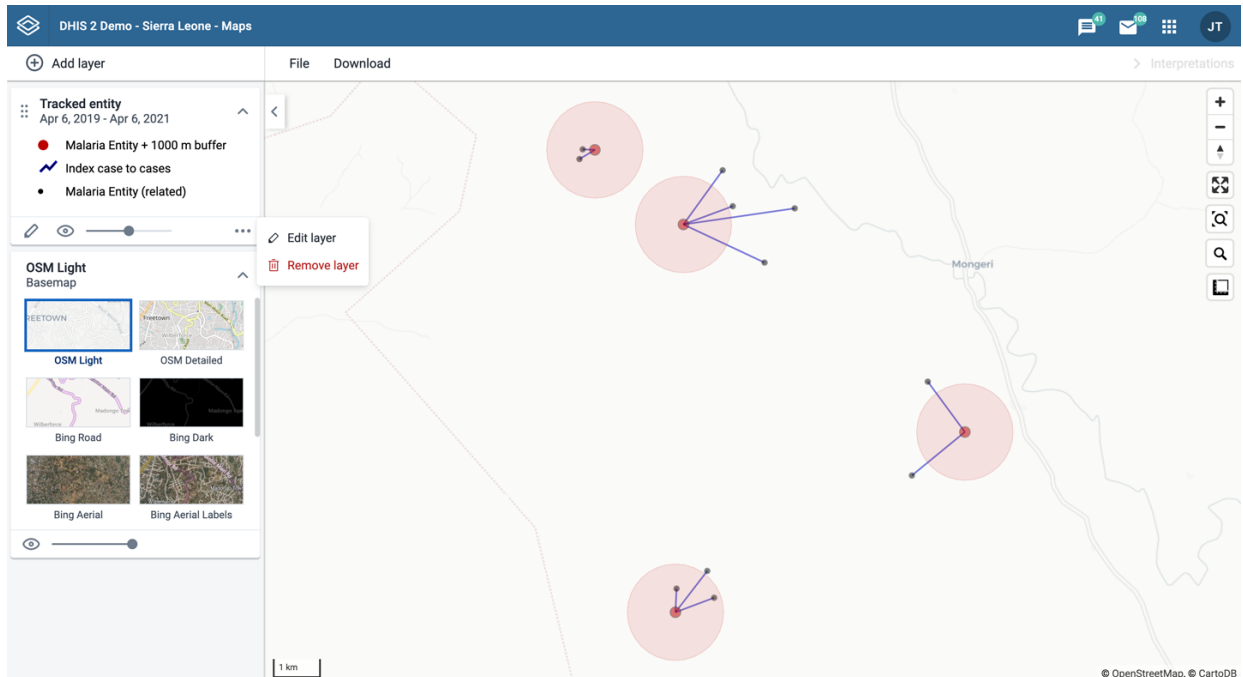 DHIS 2 Demo - Sierra Leone - Maps
41
108
JT
Add layer
File
Download
Interpretations
Tracked entity
Apr 6, 2019 - Apr 6, 2021
Malaria Entity + 1000 m buffer
Index case to cases
Malaria Entity (related)
Edit layer
Remove layer
OSM Light
Basemap
REETOWN
Freetown
OSM Light
OSM Detailed
Wilberforce
Bing Road
Bing Dark
Bing Aerial
Bing Aerial Labels
Mongeri
1 km
© OpenStreetMap, © CartoDB